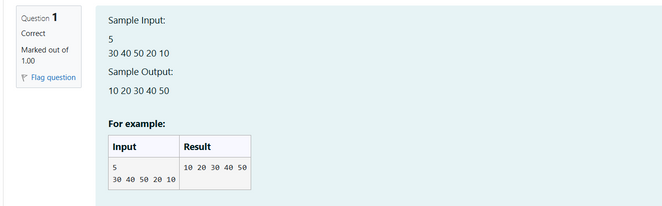 Question 1
Correct
Marked out of
1.00
Flag question
Sample Input:
5
30 40 50 20 10
Sample Output:
10 20 30 40 50
For example:
Input Result
5 10 20 30 40 50
30 40 50 20 10